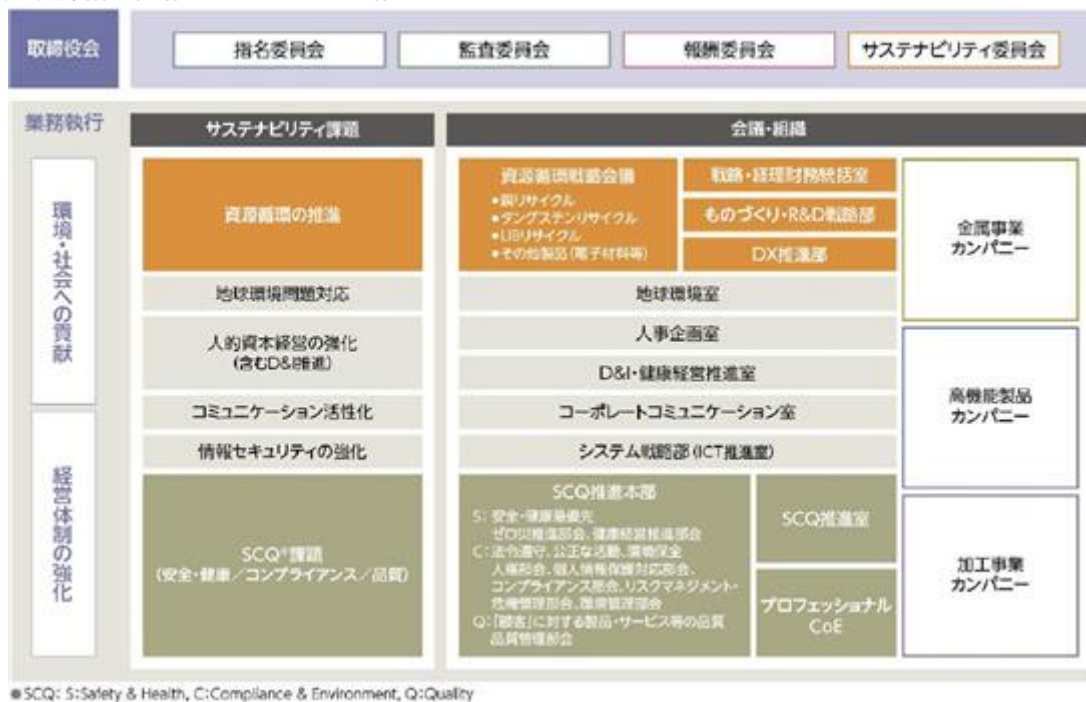 取締役会
指名委員会
監査委員会
報酬委員会
サステナビリティ委員会
業務執行
サステナビリティ課題
会議・組織
環境・社会への貢献
経営体制の強化
資源循環の推進
地球環境問題対応
人的資本経営の強化
(含むD&I推進)
コミュニケーション活性化
情報セキュリティの強化
SCQ®課題
(安全・健康/コンプライアンス/品質)
資源循環戦略会議
●銅リサイクル
●タングステンリサイクル
●LIBリサイクル
●その他製品(電子材料等)
戦略・経理財務統括室
ものづくり・R&D戦略部
DX推進部
地球環境室
人事企画室
D&I・健康経営推進室
コーポレートコミュニケーション室
システム戦略部(ICT推進室)
SCQ推進本部
S: 安全・健康最優先
ゼロ災推進部会、健康経営推進部会
C: 法令遵守、公正な活動、環境保全
人権部会、個人情報保護対応部会、
コンプライアンス部会、リスクマネジメント・
危機管理部会、環境管理部会
Q:「顧客」に対する製品・サービス等の品質
品質管理部会
SCQ推進室
プロフェッショナル
CoE
金属事業
カンパニー
高機能製品
カンパニー
加工事業
カンパニー
●SCQ: S:Safety & Health, C:Compliance & Environment, Q:Quality